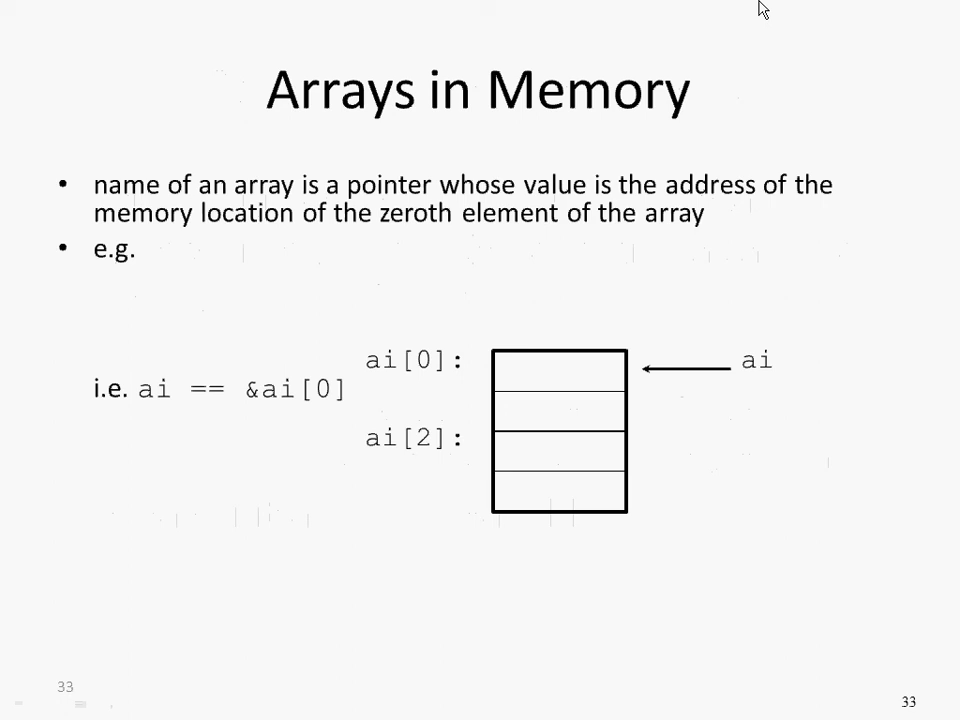 Arrays in Memory
• name of an array is a pointer whose value is the address of the
memory location of the zeroth element of the array
• e.g.
ai[0]: ai
i.e. ai == &ai[0]
ai[2]:
33
33